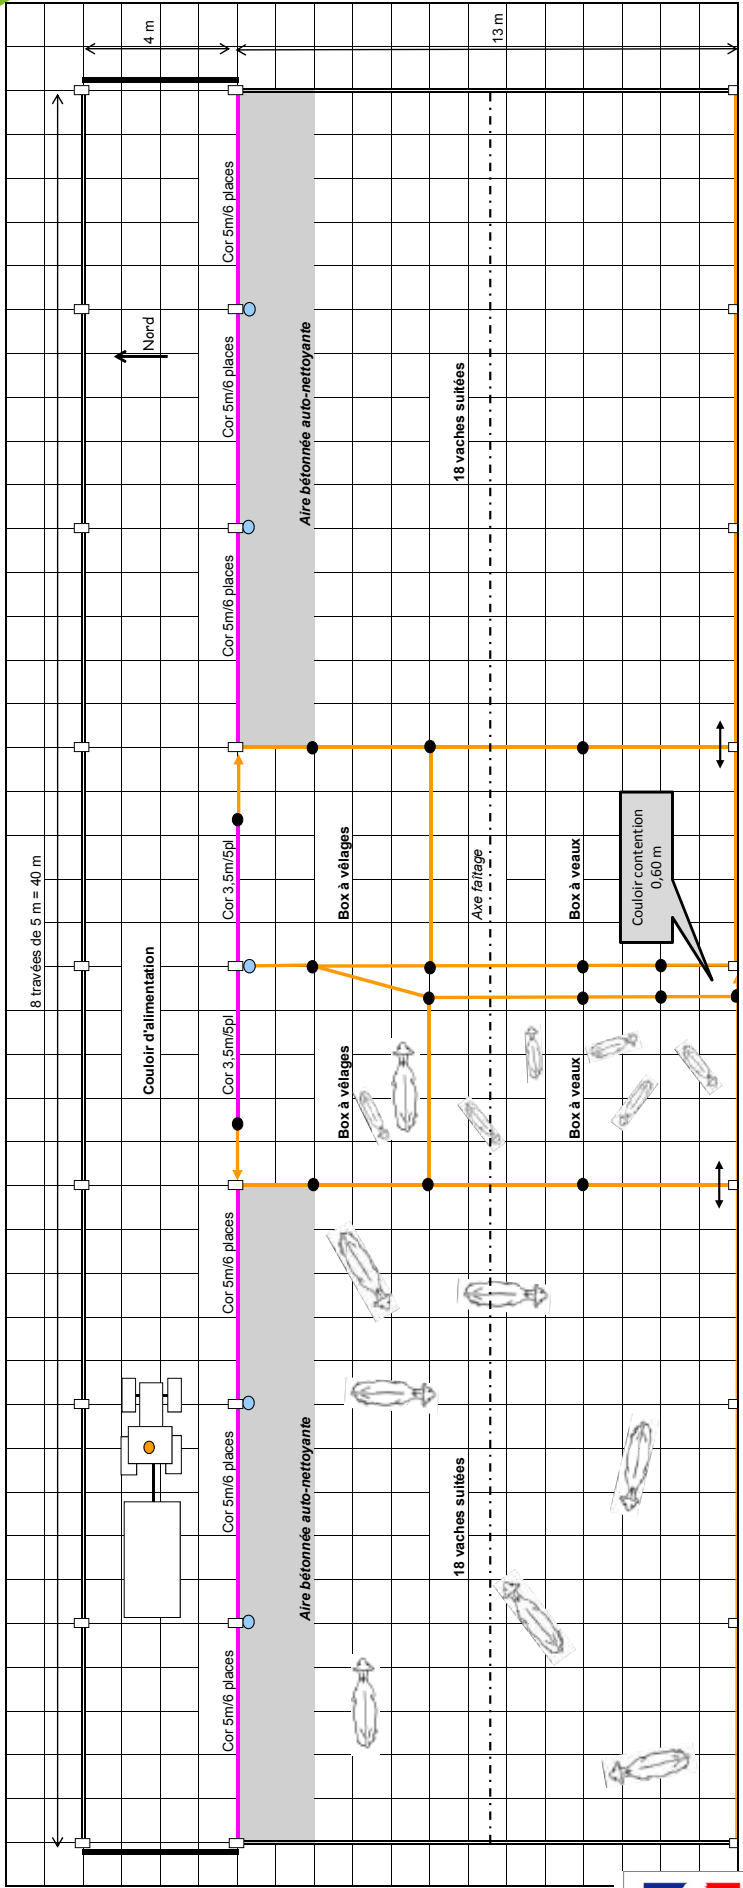 4 m
13 m
Cor 5m/6 places
Nord
Cor 5m/6 places
Aire bétonnée auto-nettoyante
18 vaches suitées
Cor 5m/6 places
8 travées de 5 m = 40 m
Couloir d'alimentation
Cor 3,5m/5pl
Box à vêlages
Axe faîtage
Box à veaux
Couloir contention
0,60 m
Cor 3,5m/5pl
Box à vêlages
Box à veaux
Cor 5m/6 places
Cor 5m/6 places
Aire bétonnée auto-nettoyante
18 vaches suitées
Cor 5m/6 places